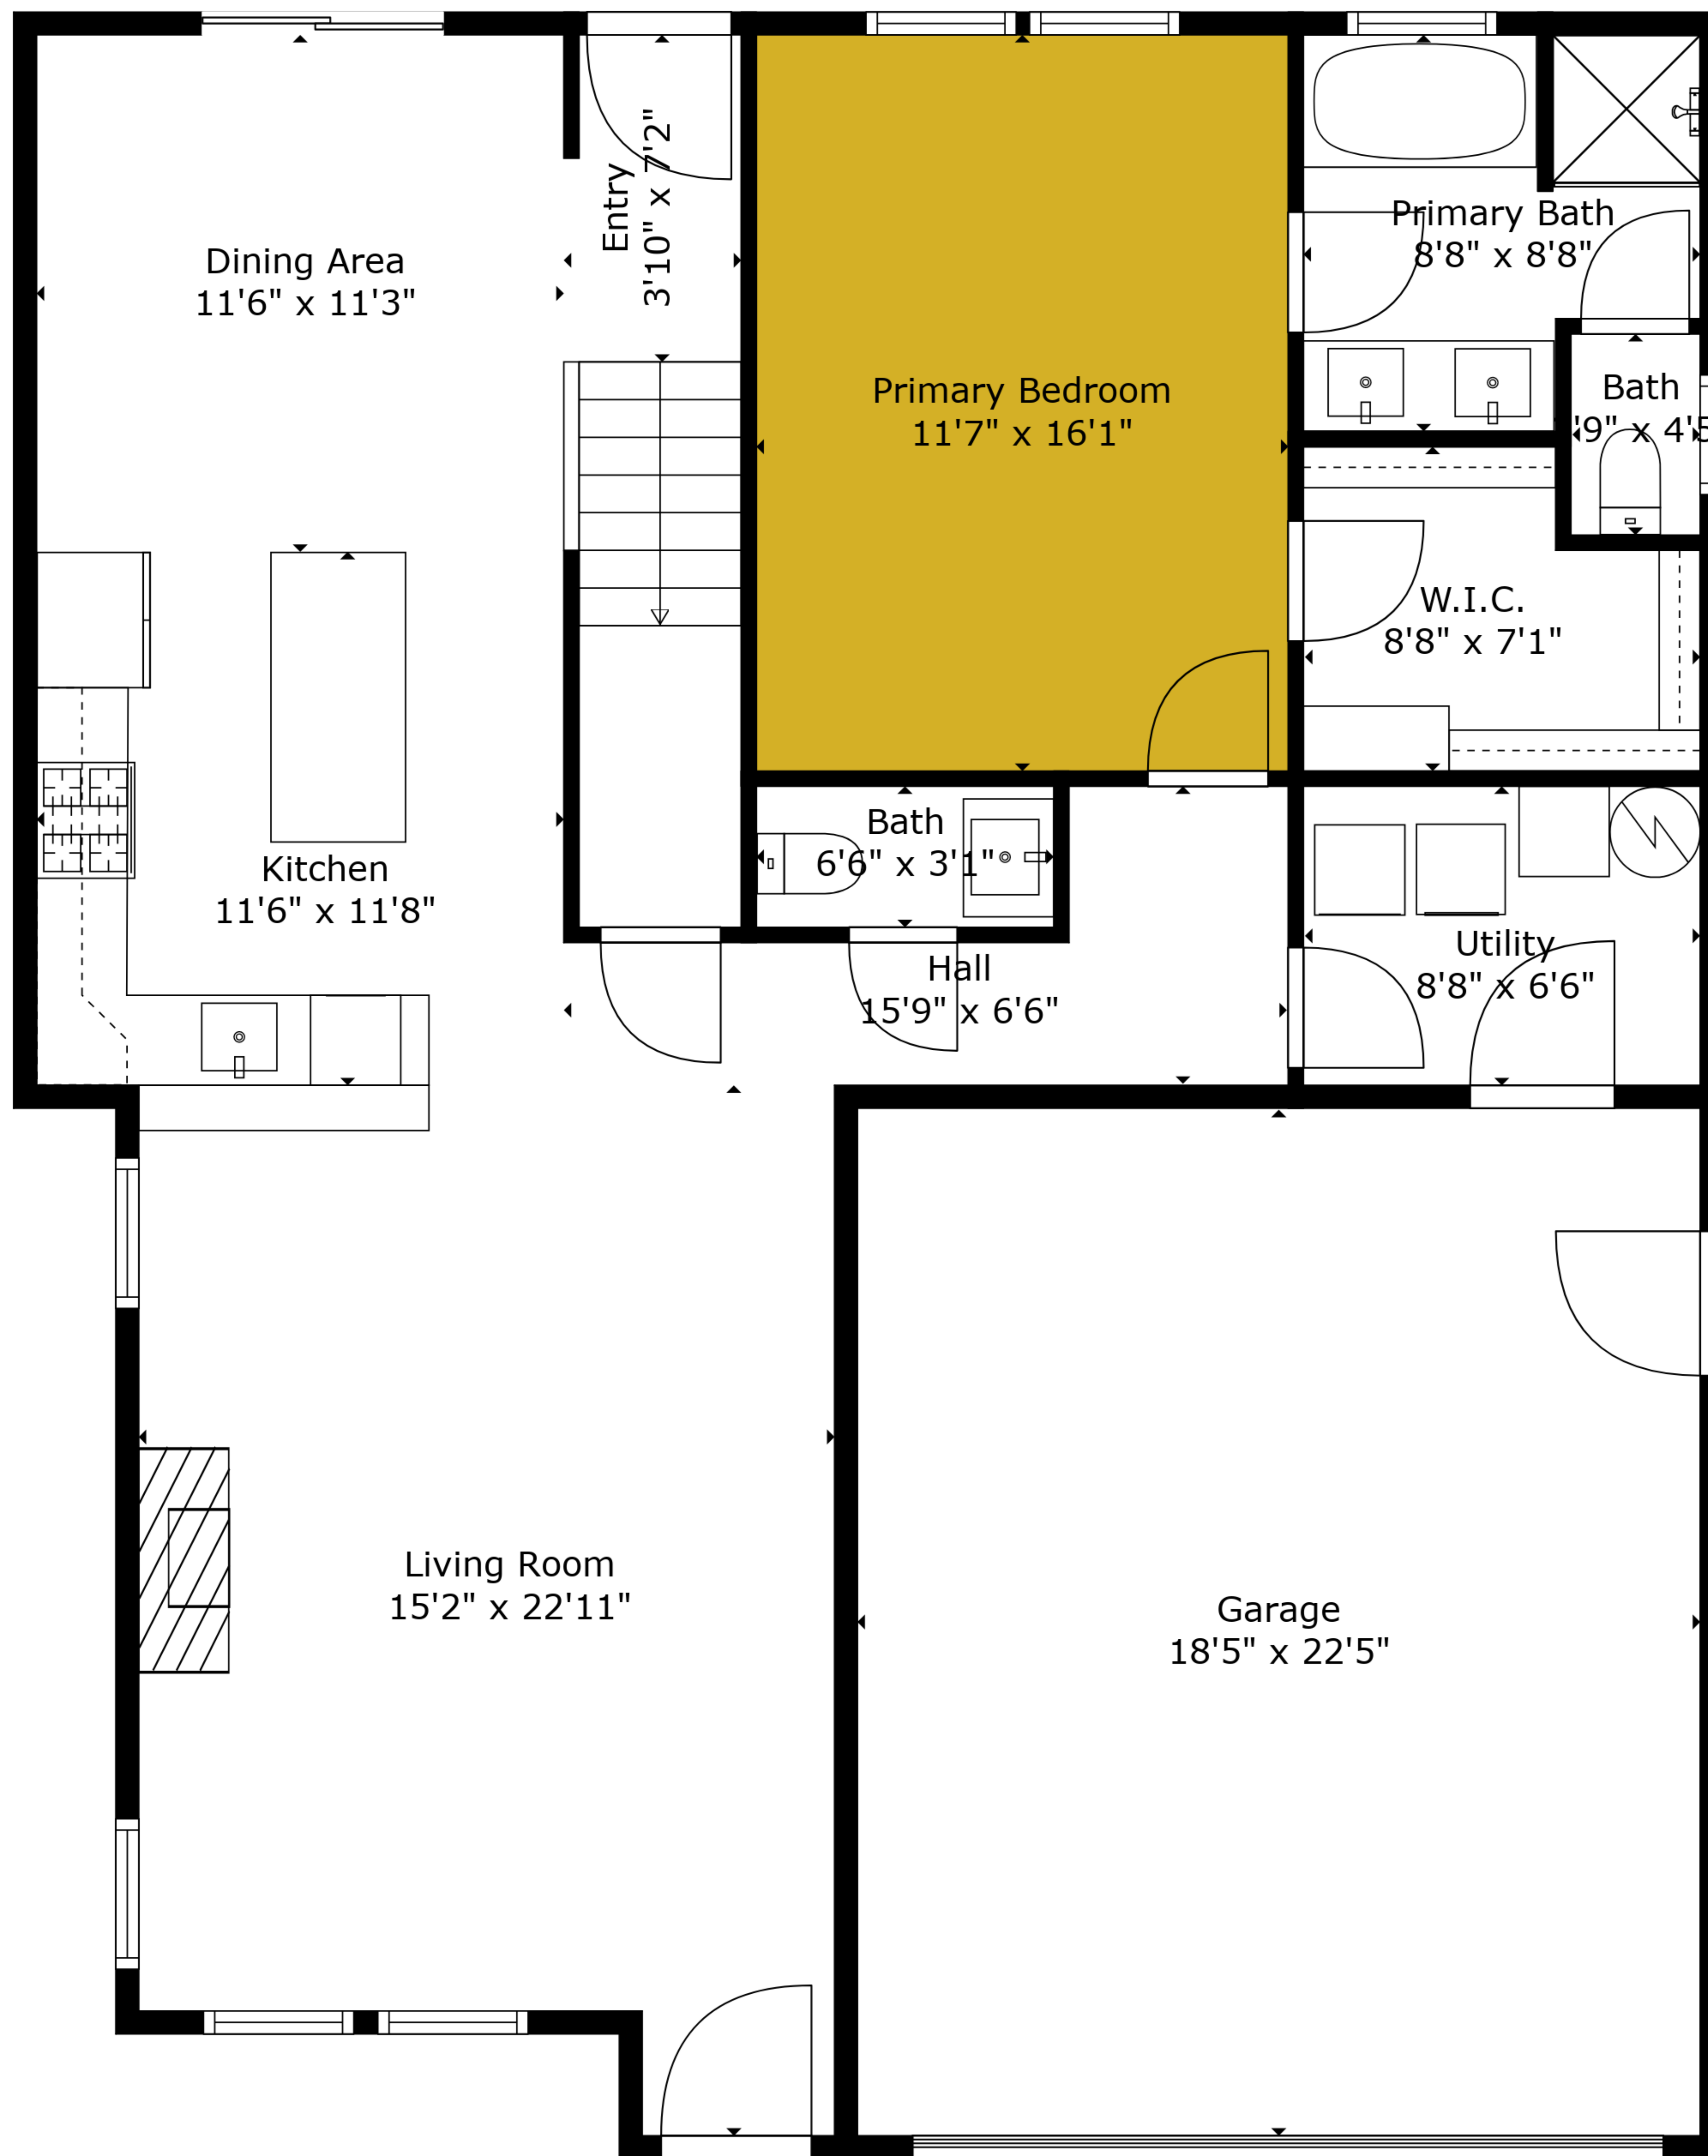 Entry
3'10" x 7'2"
Primary Bath
8'8" x 8'8"
Dining Area
11'6" x 11'3"
Primary Bedroom
11'7" x 16'1"
Bath
'9" x 4'5
W.I.C.
8'8" x 7'1"
Bath
6'6" x 3'1"
Kitchen
11'6" x 11'8"
Utility
8'8" x 6'6"
Hall
15'9" x 6'6"
Living Room
15'2" x 22'11"
Garage
18'5" x 22'5"